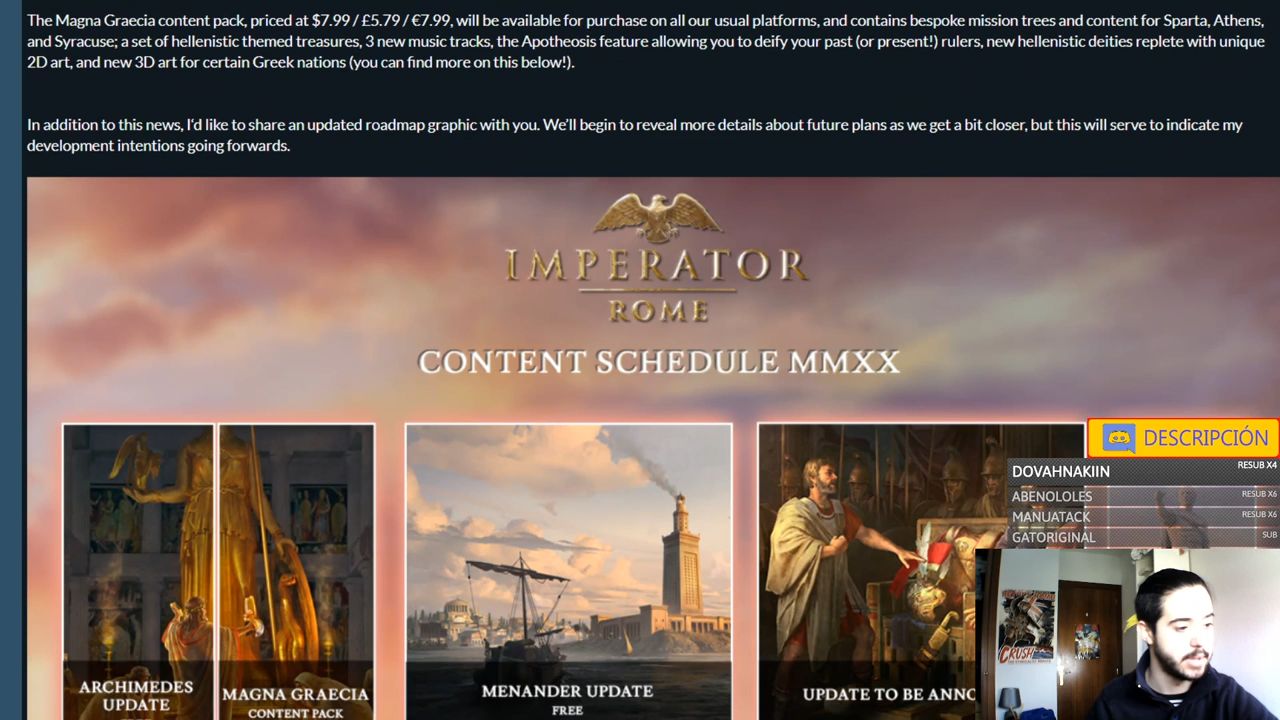 The Magna Graecia content pack, priced at $7.99 / £5.79 / €7.99, will be available for purchase on all our usual platforms, and contains bespoke mission trees and content for Sparta, Athens,
and Syracuse; a set of hellenistic themed treasures, 3 new music tracks, the Apotheosis feature allowing you to deify your past (or present!) rulers, new hellenistic deities replete with unique
2D art, and new 3D art for certain Greek nations (you can find more on this below!).
In addition to this news, I'd like to share an updated roadmap graphic with you. We'll begin to reveal more details about future plans as we get a bit closer, but this will serve to indicate my
development intentions going forwards.
IMPERATOR
ROME
CONTENT SCHEDULE MMXX
DESCRIPCIÓN
DOVAHNAKIIN RESUB X4
ABENOLOLES RESUB X6
MANUATACK RESUB X6
GATORIGINAL SUB
CRUSH
ARCHIMEDES
UPDATE
MAGNA GRAECIA
CONTENT PACK
MENANDER UPDATE
FREE
UPDATE TO BE ANNO